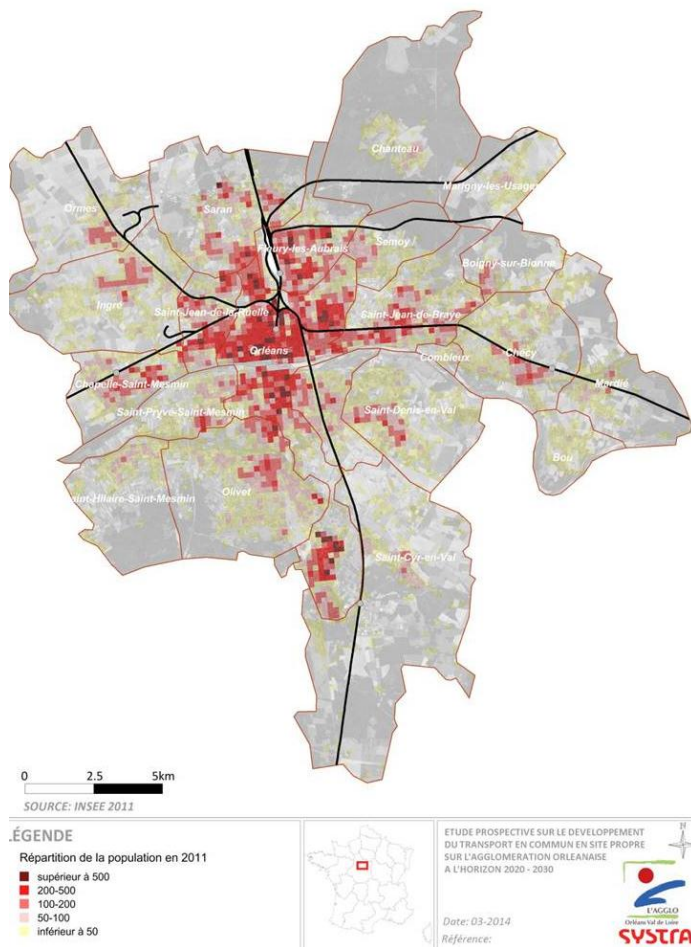 Chanteau
Marigny-les-Usages
Ormes
Saran
Fleury-les-Aubrais
Semoy
Boigny-sur-Bionne
Ingré
Saint-Jean-de-la-Ruelle
Saint-Jean-de-Braye
Orléans
Combleux
Chécy
Chapelle-Saint-Mesmin
Mardié
Saint-Pryvé-Saint-Mesmin
Saint-Denis-en-Val
Bou
aint-Hilaire-Saint-Mesmin
Olivet
Saint-Cyr-en-Val
0 2.5 5km
SOURCE: INSEE 2011
LÉGENDE
Répartition de la population en 2011
supérieur à 500
200-500
100-200
50-100
inférieur à 50
ETUDE PROSPECTIVE SUR LE DEVELOPPEMENT
DU TRANSPORT EN COMMUN EN SITE PROPRE
SUR L'AGGLOMERATION ORLEANAISE
A L'HORIZON 2020 - 2030
N
Date: 03-2014
Référence:
L'AGGLO
Orléans Val de Loire
SYSTRA